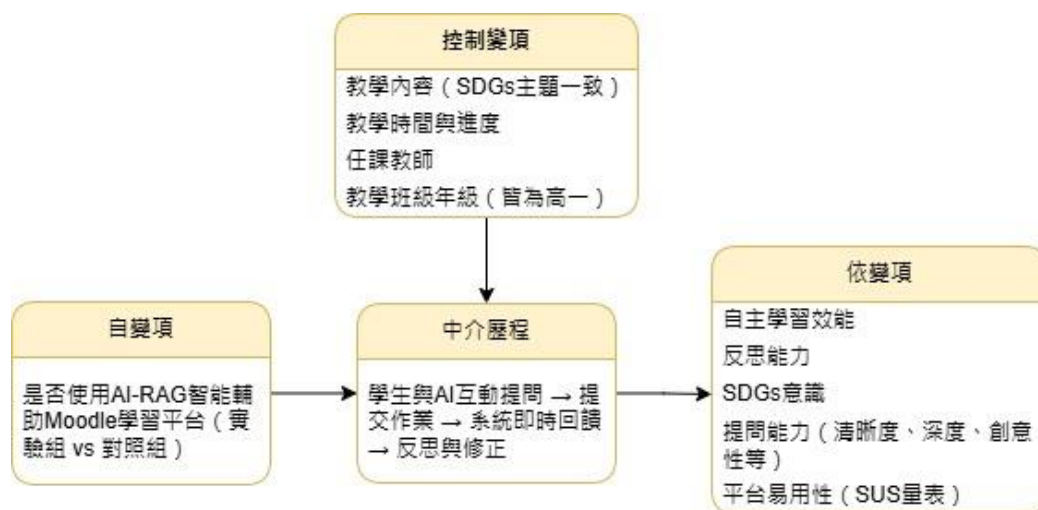 控制變項
教學內容（SDGs主題一致）
教學時間與進度
任課教師
教學班級年級（皆為高一）
自變項
是否使用AI-RAG智能輔
助Moodle學習平台（實
驗組 vs 對照組）
中介歷程
學生與AI互動提問 → 提
交作業 → 系統即時回饋
→ 反思與修正
依變項
自主學習效能
反思能力
SDGs意識
提問能力（清晰度、深度、創意
性等）
平台易用性（SUS量表）